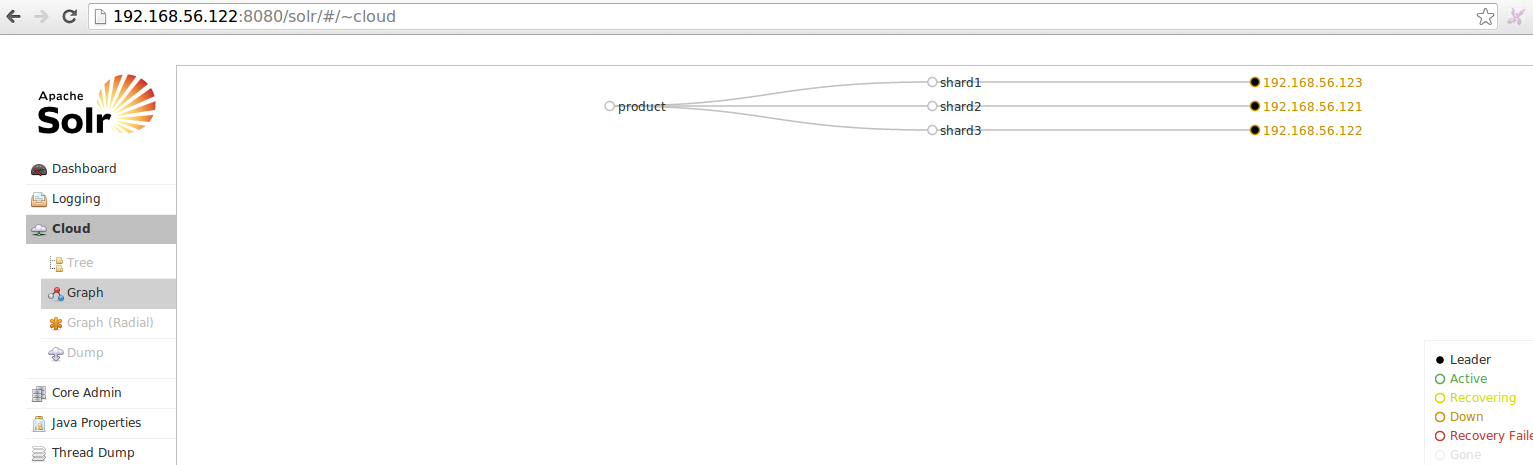 192.168.56.122:8080/solr/#/~cloud
Apache
Solr
Dashboard
Logging
Cloud
Tree
Graph
Graph (Radial)
Dump
Core Admin
Java Properties
Thread Dump
product
shard1
192.168.56.123
shard2
192.168.56.121
shard3
192.168.56.122
Leader
Active
Recovering
Down
Recovery Faile
Gone